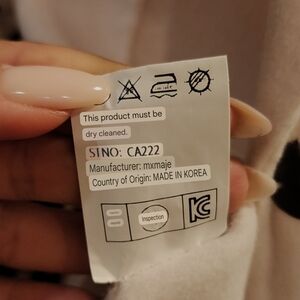 This product must be
dry cleaned.
STNO: CA222
Manufacturer: mxmaje
Country of Origin: MADE IN KOREA
Inspection
KC